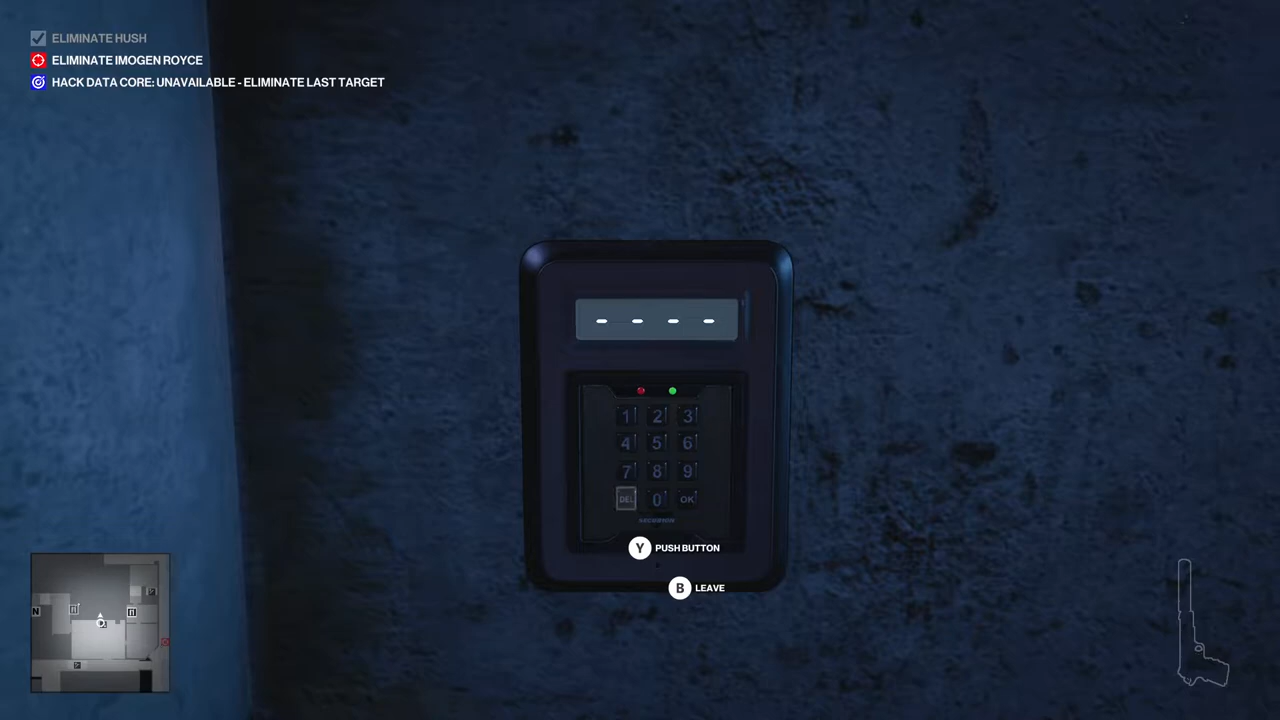 ELIMINATE HUSH
ELIMINATE IMOGEN ROYCE
HACK DATA CORE: UNAVAILABLE - ELIMINATE LAST TARGET
- - - -
1 2 3
4 5 6
7 8 9
DEL 0 OK
Y PUSH BUTTON
B LEAVE
N